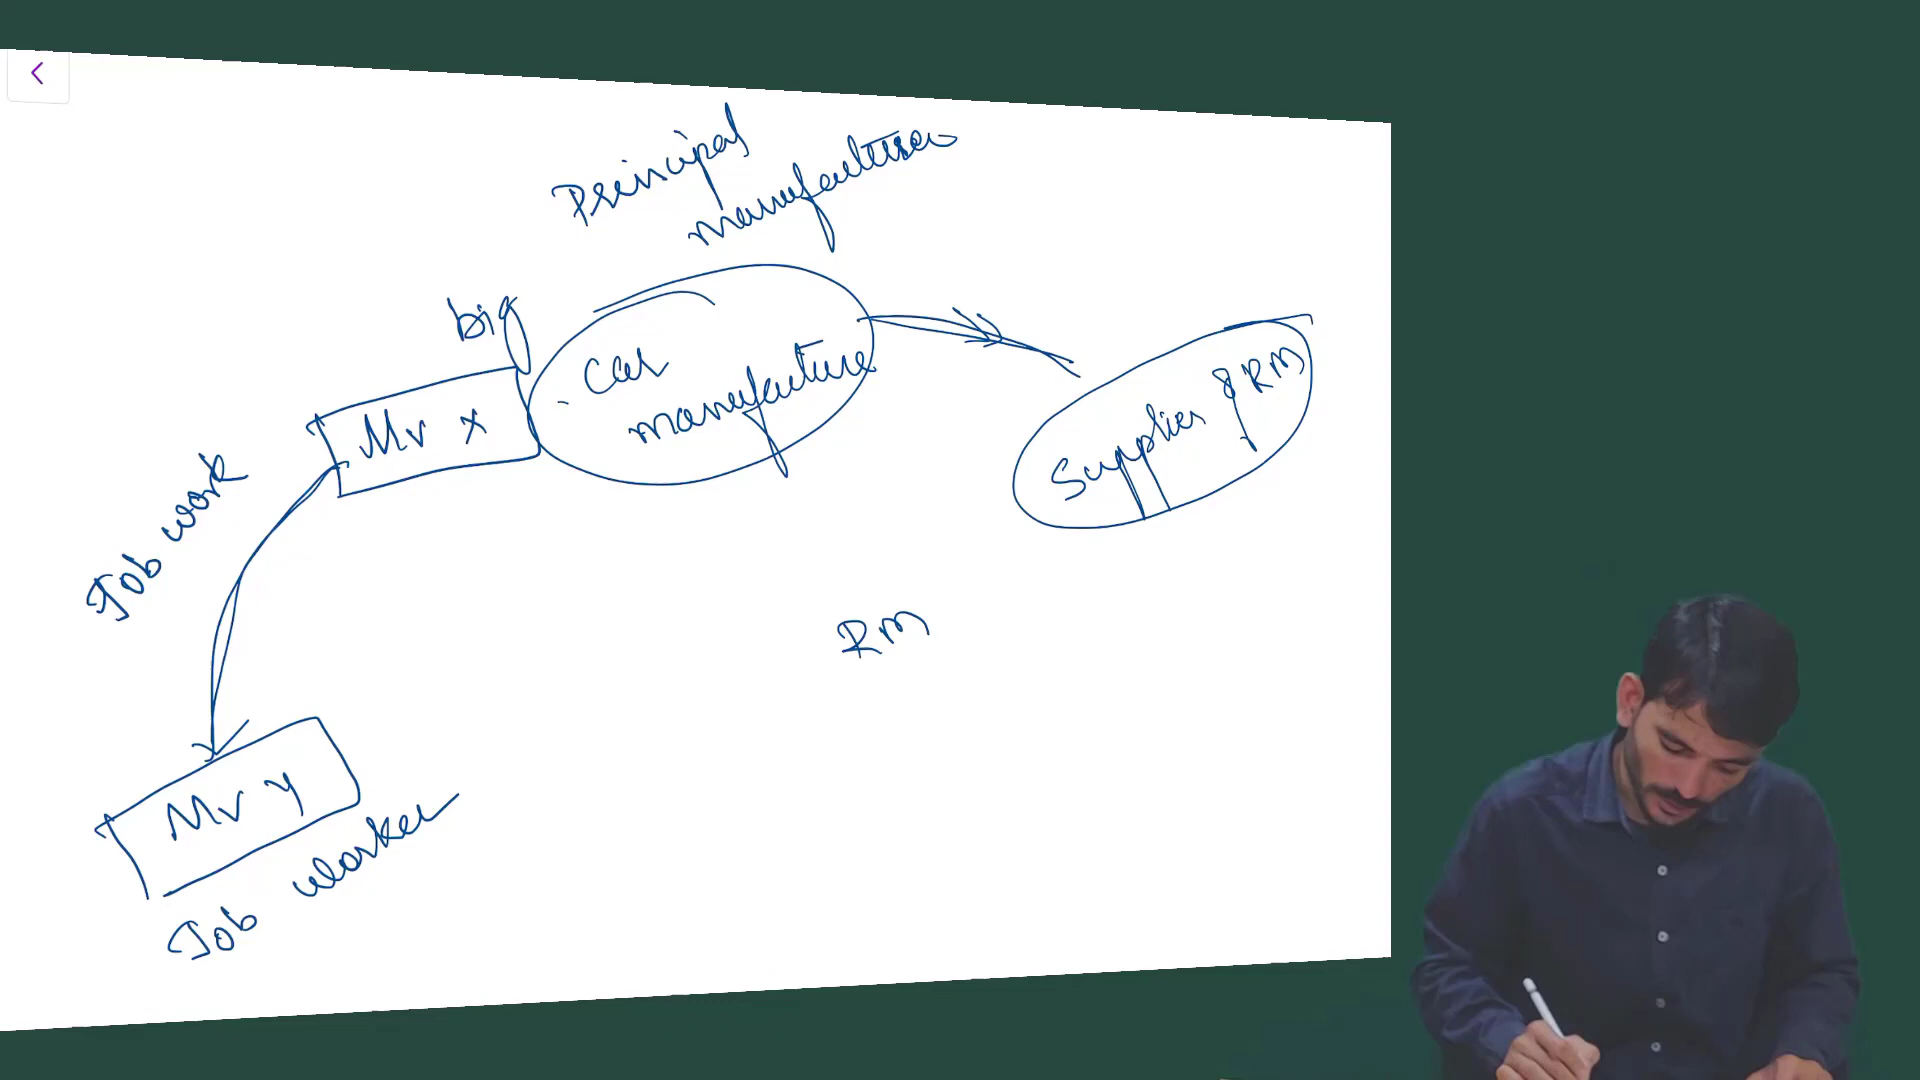 Principal
manufacturer
big
Car
manufacture
Mr X
Supplier of RM
Job work
RM
Mr Y
Job worker